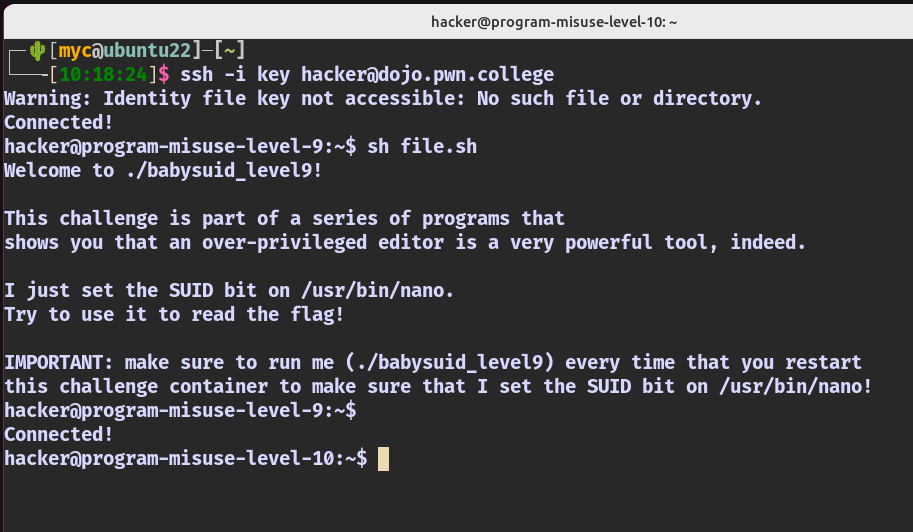 hacker@program-misuse-level-10: ~
┌─🌵[myc@ubuntu22]─[~]
└──╼[10:18:24]$ ssh -i key hacker@dojo.pwn.college
Warning: Identity file key not accessible: No such file or directory.
Connected!
hacker@program-misuse-level-9:~$ sh file.sh
Welcome to ./babysuid_level9!
This challenge is part of a series of programs that
shows you that an over-privileged editor is a very powerful tool, indeed.
I just set the SUID bit on /usr/bin/nano.
Try to use it to read the flag!
IMPORTANT: make sure to run me (./babysuid_level9) every time that you restart
this challenge container to make sure that I set the SUID bit on /usr/bin/nano!
hacker@program-misuse-level-9:~$
Connected!
hacker@program-misuse-level-10:~$